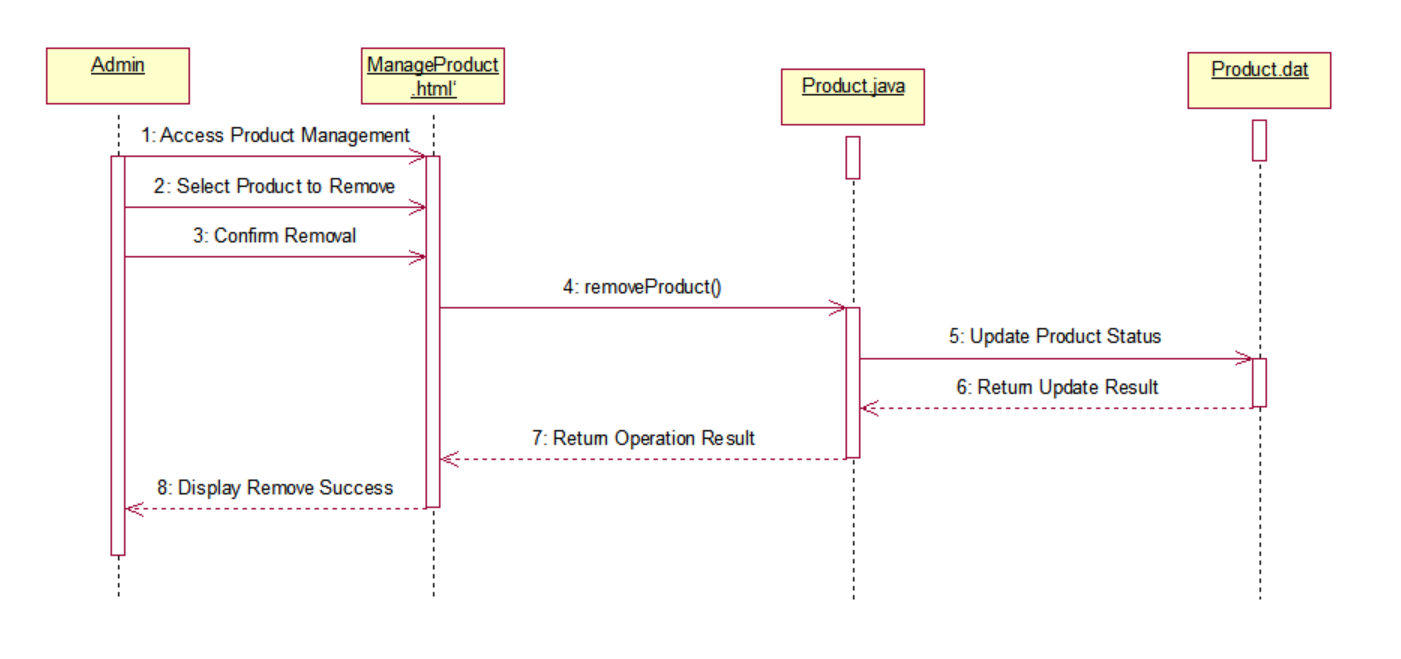 Admin
ManageProduct
.html‘
Product.java
Product.dat
1: Access Product Management
2: Select Product to Remove
3: Confirm Removal
4: removeProduct()
5: Update Product Status
6: Return Update Result
7: Return Operation Result
8: Display Remove Success